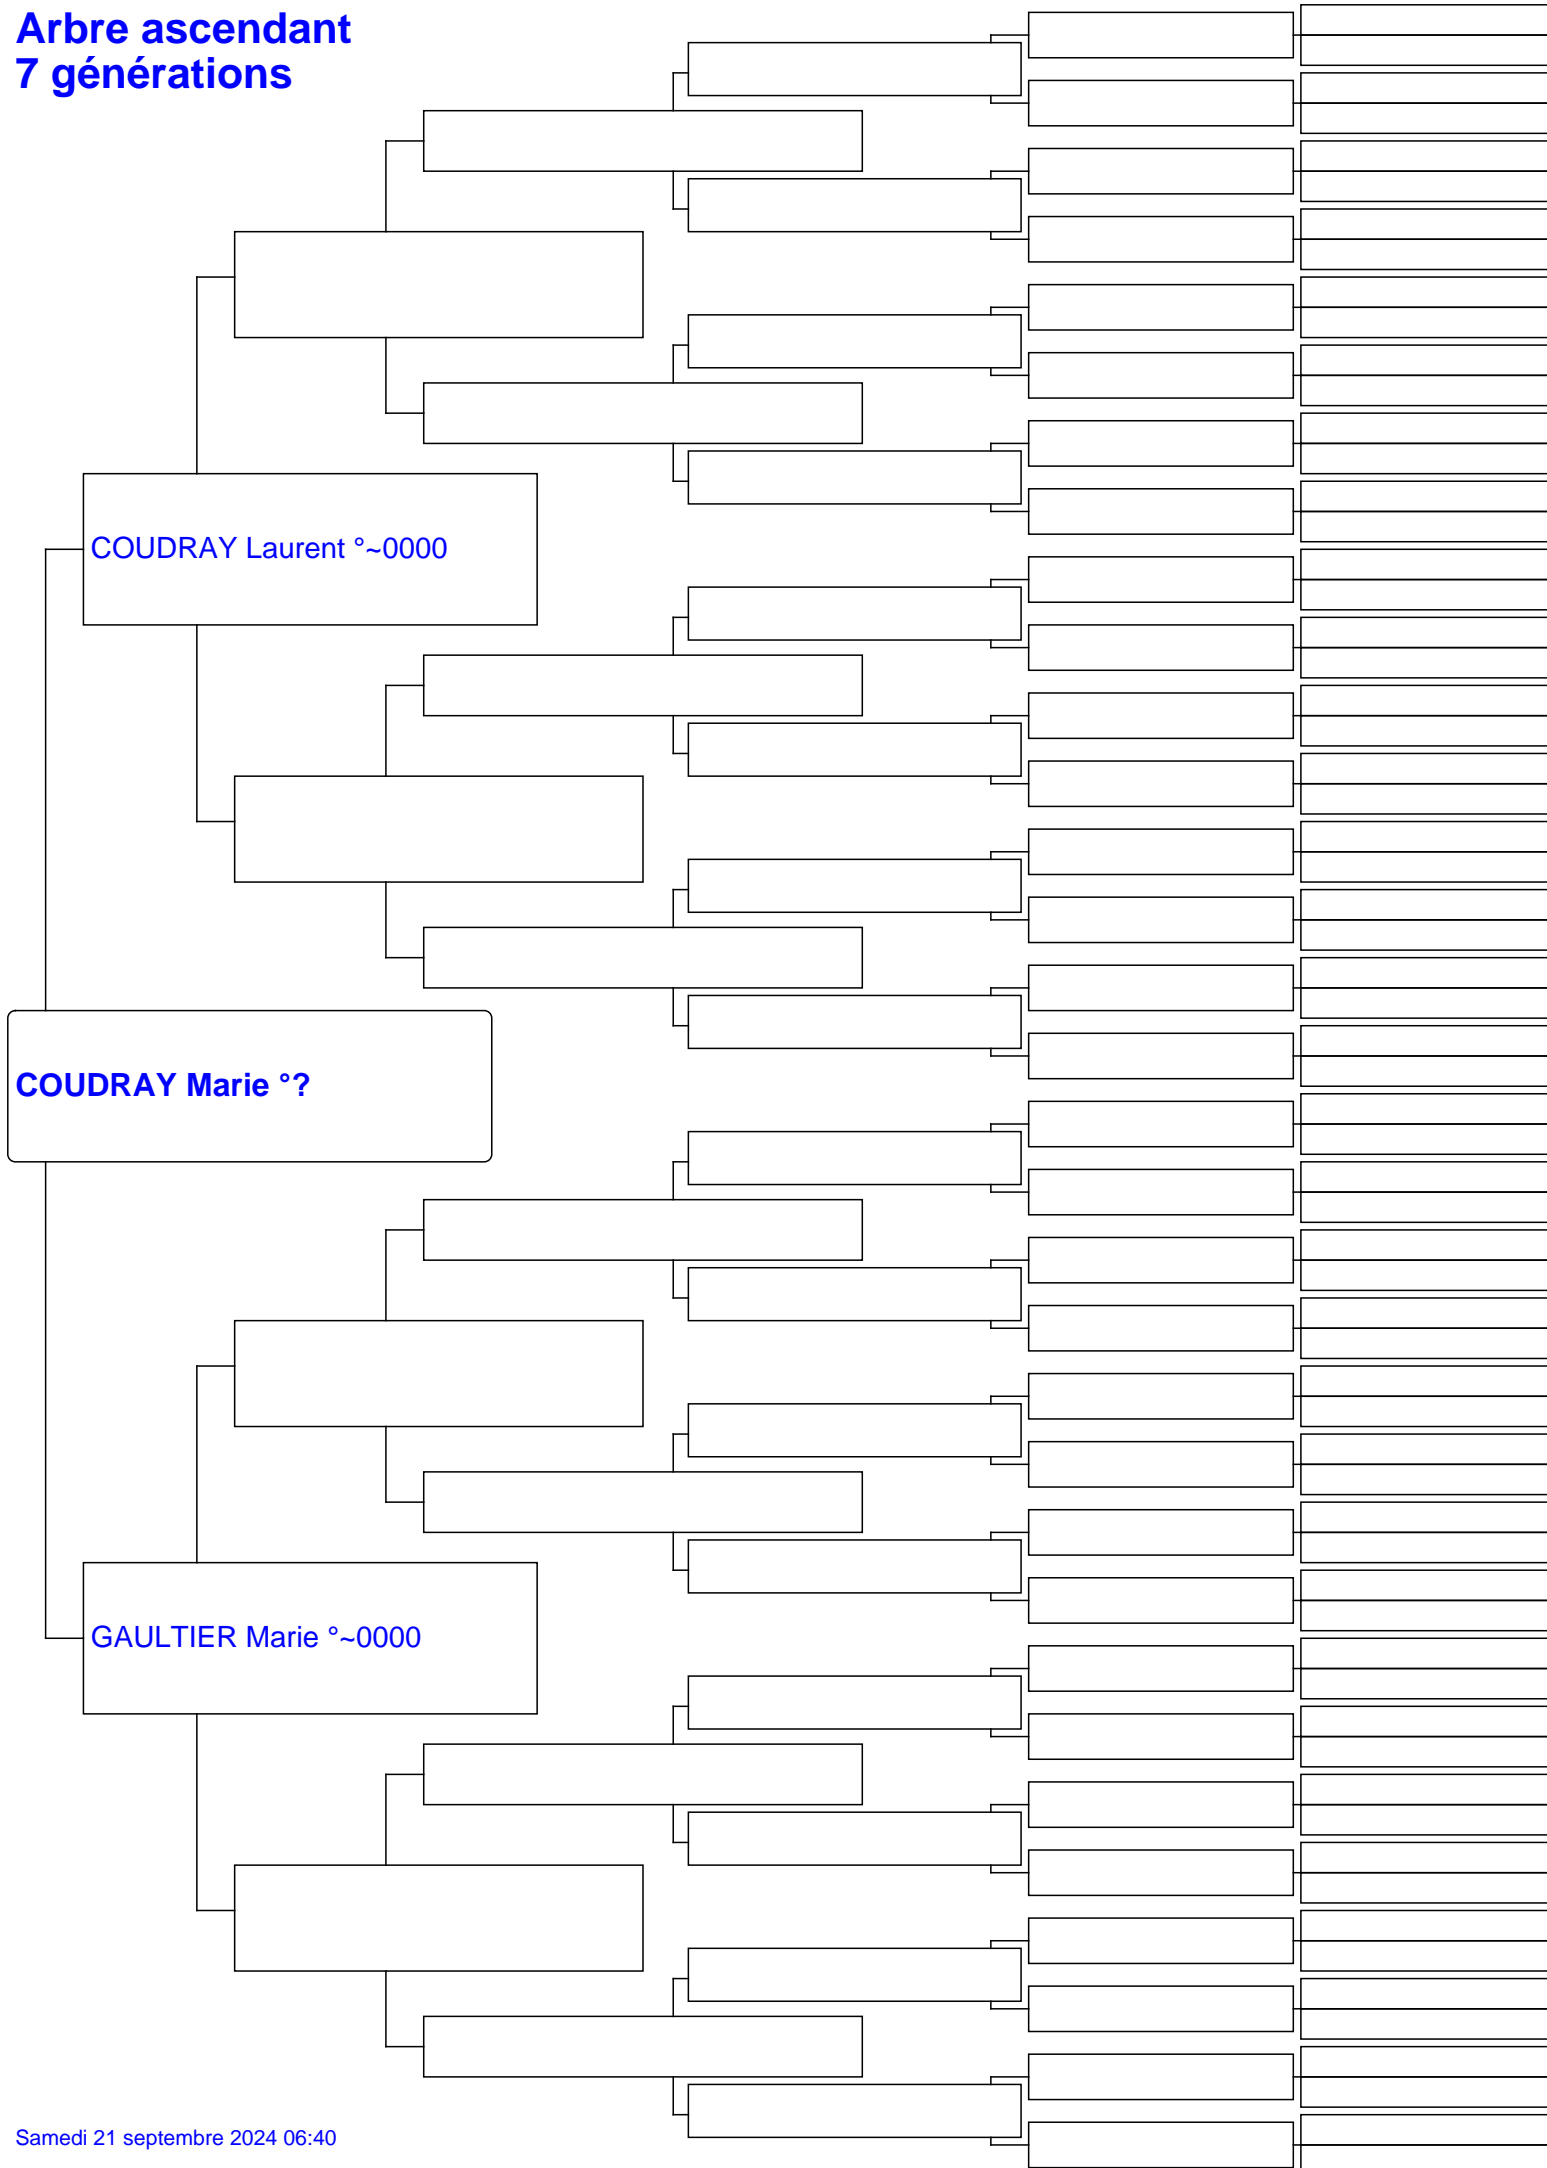 Arbre ascendant
7 générations
COUDRAY Laurent °~0000
COUDRAY Marie °?
GAULTIER Marie °~0000
Samedi 21 septembre 2024 06:40